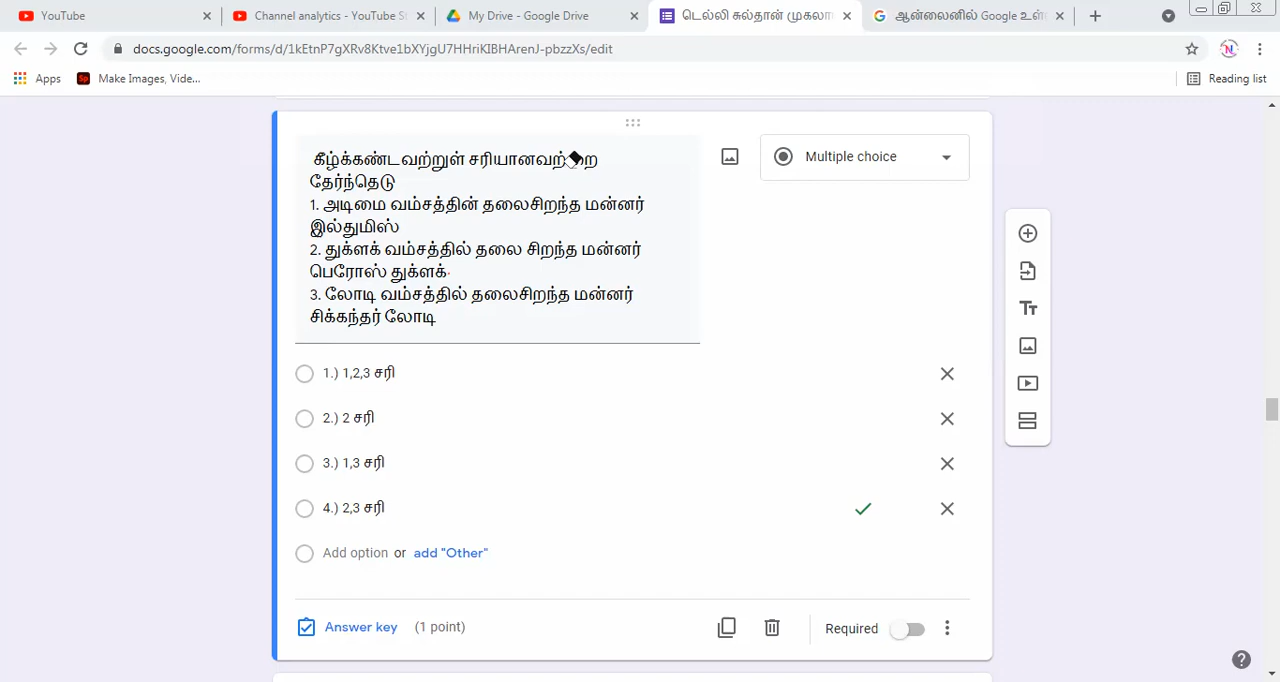 YouTube
Channel analytics - YouTube St
My Drive - Google Drive
டெல்லி சுல்தான் முகலா
ஆன்லைனில் Google உள்
docs.google.com/forms/d/1kEtnP7gXRv8Ktve1bXYjgU7HHriKIBHArenJ-pbzzXs/edit
N
Apps
Sp
Make Images, Vide...
Reading list
கீழ்க்கண்டவற்றுள் சரியானவற்றை
தேர்ந்தெடு
1. அடிமை வம்சத்தின் தலைசிறந்த மன்னர்
இல்துமிஸ்
2. துக்ளக் வம்சத்தில் தலை சிறந்த மன்னர்
பெரோஸ் துக்ளக்
3. லோடி வம்சத்தில் தலைசிறந்த மன்னர்
சிக்கந்தர் லோடி
Multiple choice
1.) 1,2,3 சரி
2.) 2 சரி
3.) 1,3 சரி
4.) 2,3 சரி
Add option or add "Other"
Answer key (1 point)
Required